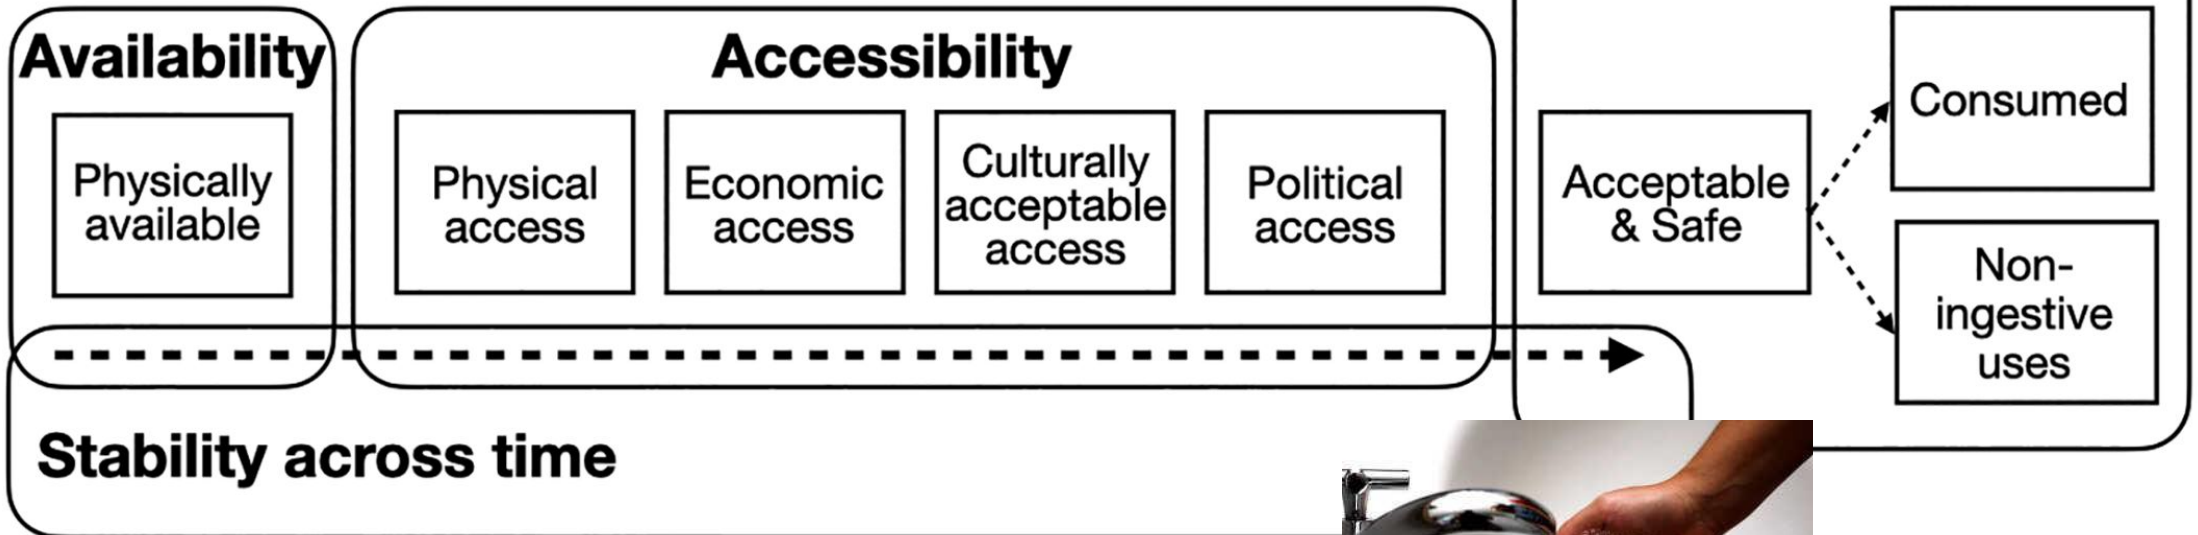 Availability
Accessibility
Physically
available
Physical
access
Economic
access
Culturally
acceptable
access
Political
access
Acceptable
& Safe
Consumed
Non-
ingestive
uses
Stability across time